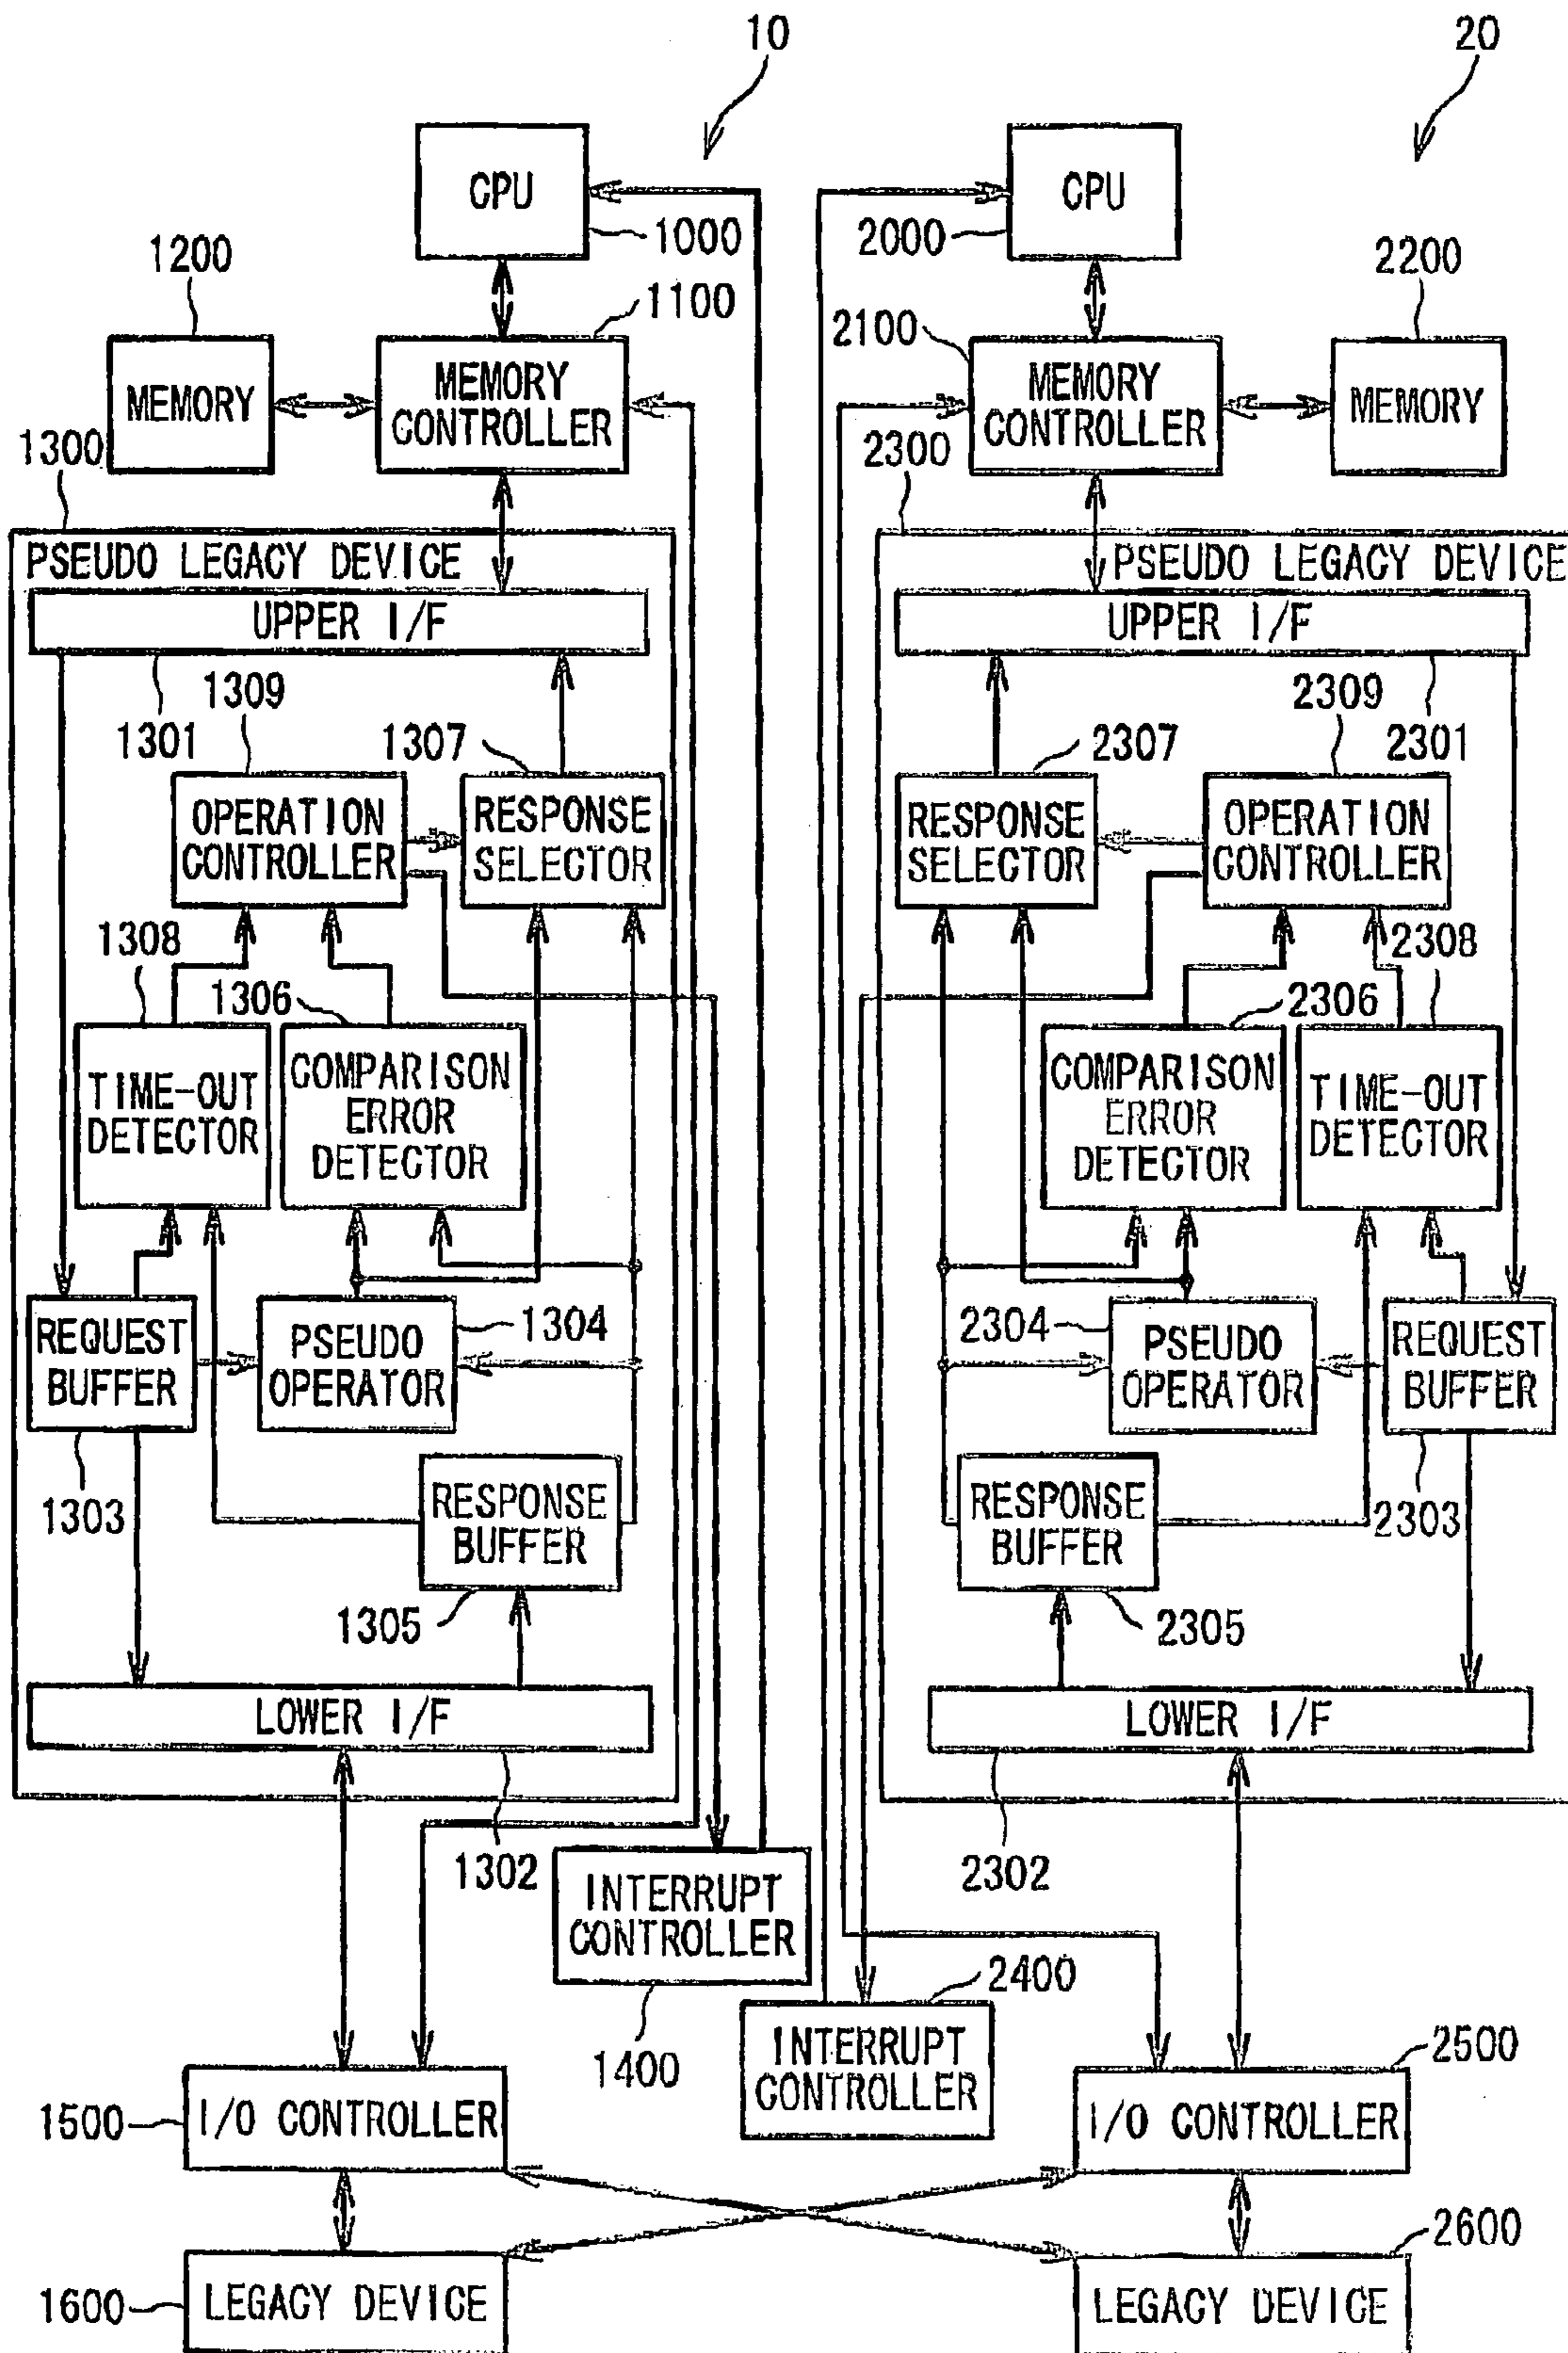 10
20
CPU
1000
CPU
2000
1200
2200
1100
2100
MEMORY
MEMORY
CONTROLLER
MEMORY
CONTROLLER
MEMORY
1300
2300
PSEUDO LEGACY DEVICE
PSEUDO LEGACY DEVICE
UPPER I/F
UPPER I/F
1301
1309
1307
2307
2309
2301
OPERATION
CONTROLLER
RESPONSE
SELECTOR
RESPONSE
SELECTOR
OPERATION
CONTROLLER
1308
1306
2306
2308
TIME-OUT
DETECTOR
COMPARISON
ERROR
DETECTOR
COMPARISON
ERROR
DETECTOR
TIME-OUT
DETECTOR
REQUEST
BUFFER
PSEUDO
OPERATOR
1304
2304
PSEUDO
OPERATOR
REQUEST
BUFFER
1303
RESPONSE
BUFFER
RESPONSE
BUFFER
2303
1305
2305
LOWER I/F
LOWER I/F
1302
2302
INTERRUPT
CONTROLLER
1400
2400
INTERRUPT
CONTROLLER
1500
I/O CONTROLLER
I/O CONTROLLER
2500
1600
LEGACY DEVICE
LEGACY DEVICE
2600